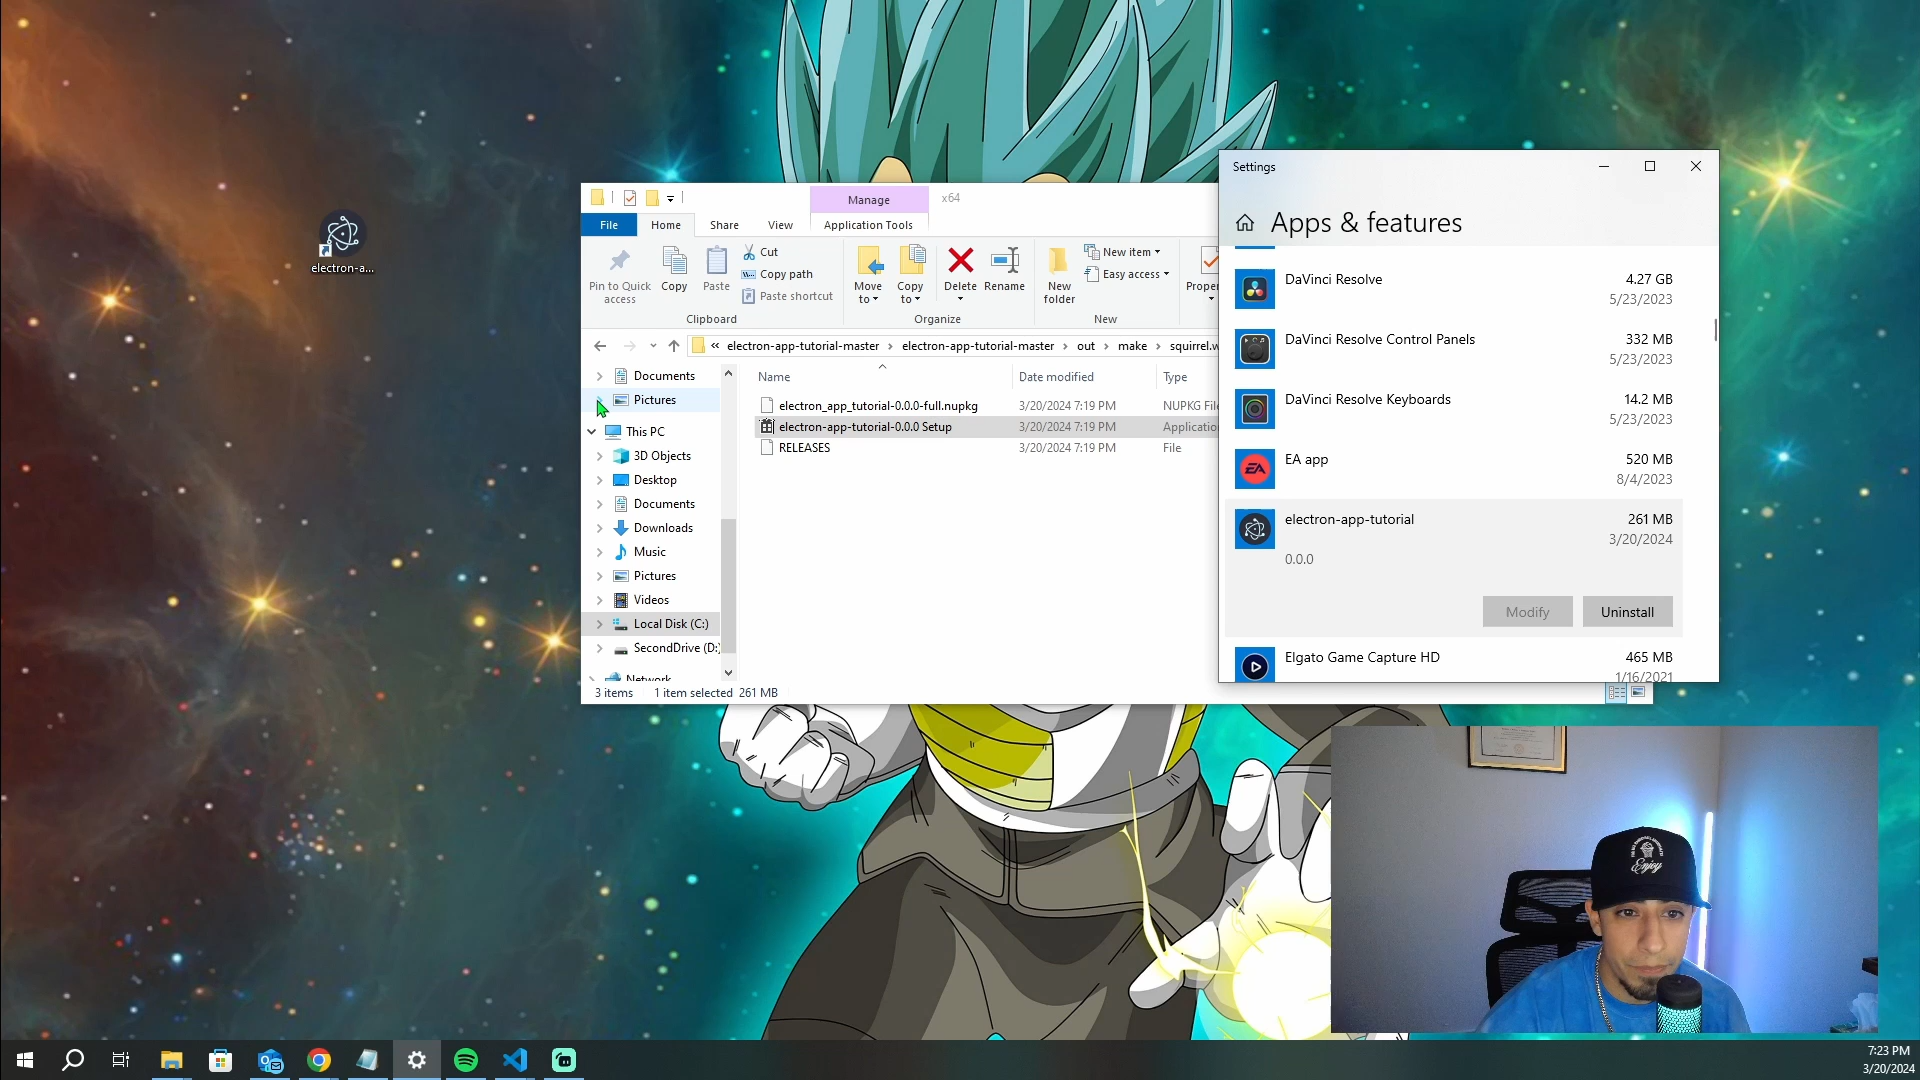 electron-a...
Manage
x64
File
Home
Share
View
Application Tools
Pin to Quick access
Copy
Paste
Cut
Copy path
Paste shortcut
Move to
Copy to
Delete
Rename
New folder
New item
Easy access
Proper
Clipboard
Organize
New
« electron-app-tutorial-master > electron-app-tutorial-master > out > make > squirrel.w
Name
Date modified
Type
Documents
Pictures
This PC
3D Objects
Desktop
Documents
Downloads
Music
Pictures
Videos
Local Disk (C:)
SecondDrive (D:)
Network
electron_app_tutorial-0.0.0-full.nupkg 3/20/2024 7:19 PM NUPKG File
electron-app-tutorial-0.0.0 Setup 3/20/2024 7:19 PM Application
RELEASES 3/20/2024 7:19 PM File
3 items 1 item selected 261 MB
Settings
Apps & features
DaVinci Resolve 4.27 GB
5/23/2023
DaVinci Resolve Control Panels 332 MB
5/23/2023
DaVinci Resolve Keyboards 14.2 MB
5/23/2023
EA app 520 MB
8/4/2023
electron-app-tutorial 261 MB
3/20/2024
0.0.0
Modify
Uninstall
Elgato Game Capture HD 465 MB
1/16/2021
Enjoy
7:23 PM
3/20/2024